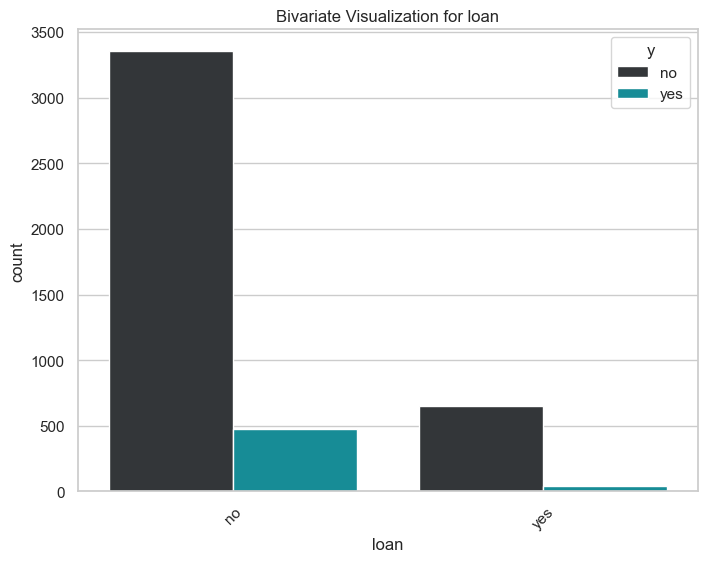 Bivariate Visualization for loan
y
no
yes
3500
3000
2500
2000
1500
1000
500
0
count
no
yes
loan